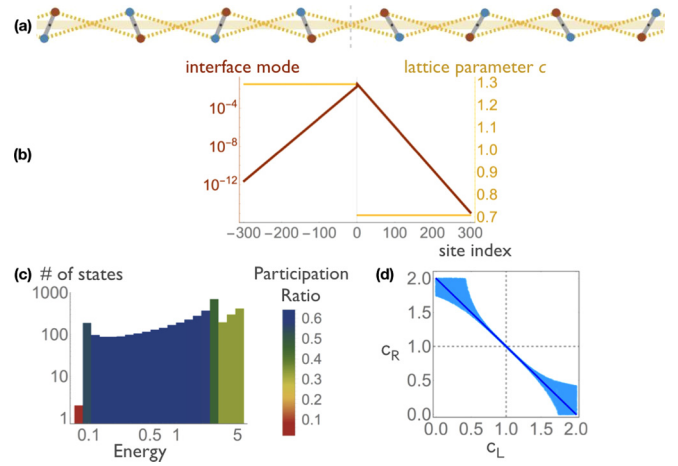 (a)
interface mode
lattice parameter c
(b)
10⁻⁴
10⁻⁸
10⁻¹²
1.3
1.2
1.1
1.0
0.9
0.8
0.7
−300 −200 −100 0 100 200 300
site index
(c) # of states
1000
100
10
1
0.1 0.5 1 5
Energy
Participation
Ratio
0.6
0.5
0.4
0.3
0.2
0.1
(d)
2.0
1.5
1.0
0.5
0.0
c_R
0.0 0.5 1.0 1.5 2.0
c_L